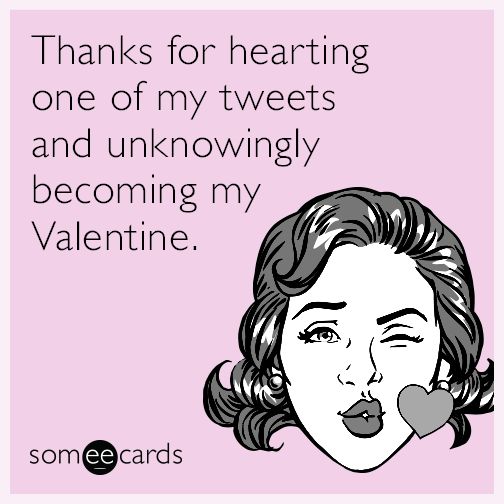 Thanks for hearting
one of my tweets
and unknowingly
becoming my
Valentine.
someecards